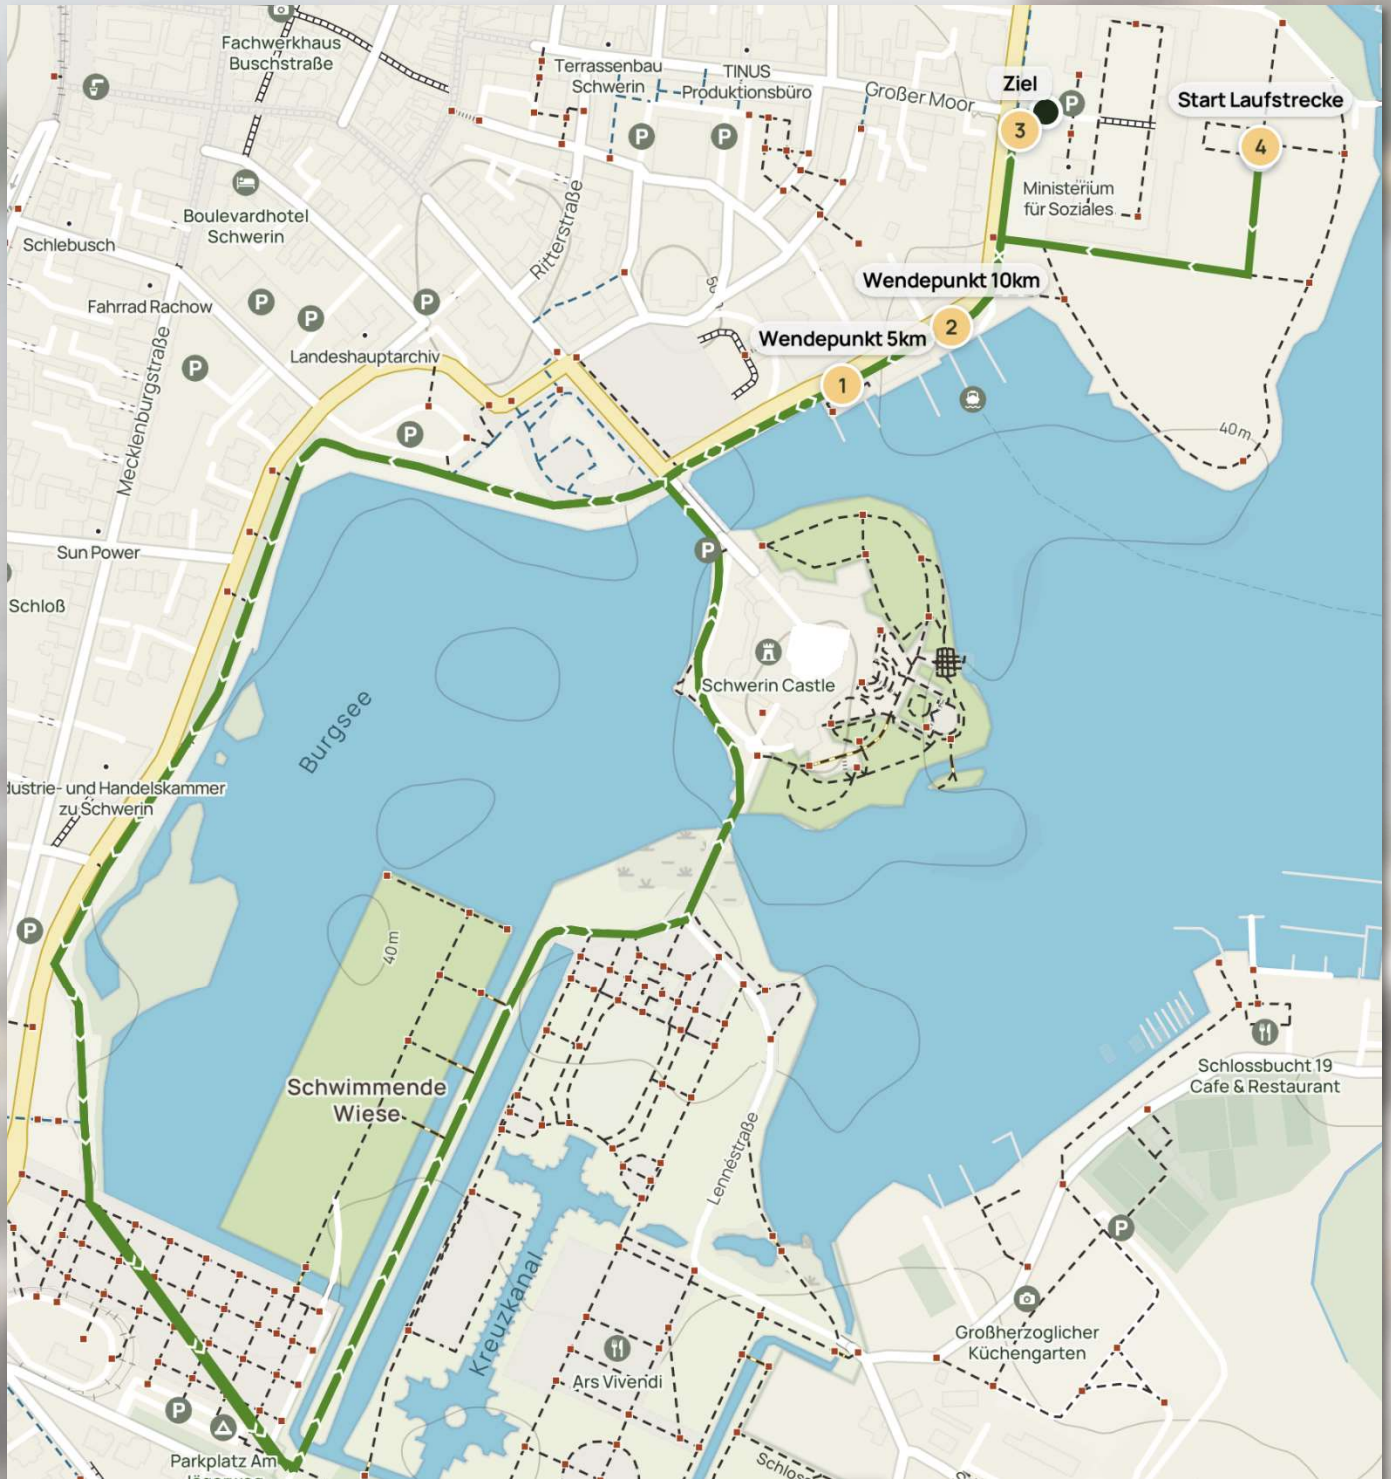 Fachwerkhaus
Buschstraße
Terrassenbau
Schwerin
TINUS
Produktionsbüro
Großer Moor
Ziel
P
Start Laufstrecke
3
4
P
P
Ministerium
für Soziales
Boulevardhotel
Schwerin
Schlebusch
Ritterstraße
Fahrrad Rachow
P
P
P
Landeshauptarchiv
P
Mecklenburgstraße
Wendepunkt 10km
2
Wendepunkt 5km
1
P
40 m
Sun Power
Schloß
P
Schwerin Castle
Burgsee
dustrie- und Handelskammer
zu Schwerin
P
40 m
Schwimmende
Wiese
Schlossbucht 19
Cafe & Restaurant
Lennéstraße
P
Kreuzkanal
Großherzoglicher
Küchengarten
Ars Vivendi
P
Parkplatz Am
Schloss